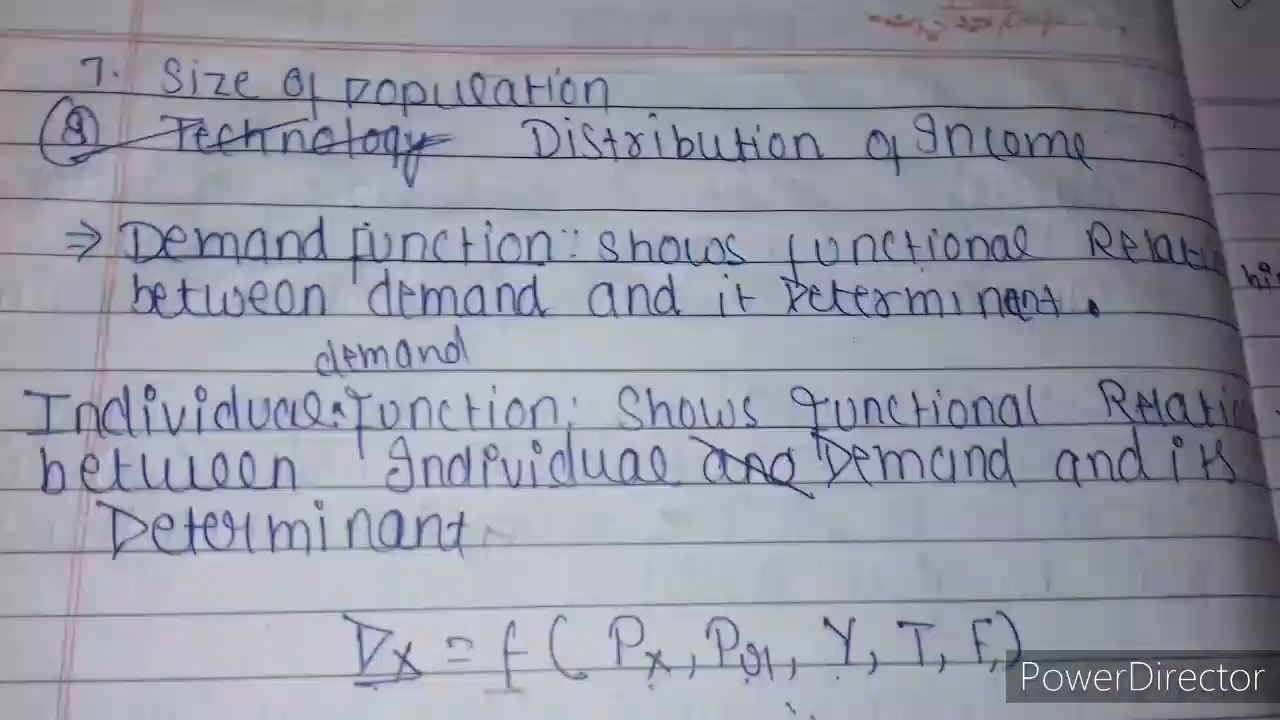 7. Size of population
8 Technology Distribution of Income
⇒ Demand function: shows functional Relati
between demand and it Determinant.
demand
Individual function: Shows functional Relati
between Individual and Demand and its
Determinant
Dx = f ( Px, Pr, Y, T, F)
PowerDirector